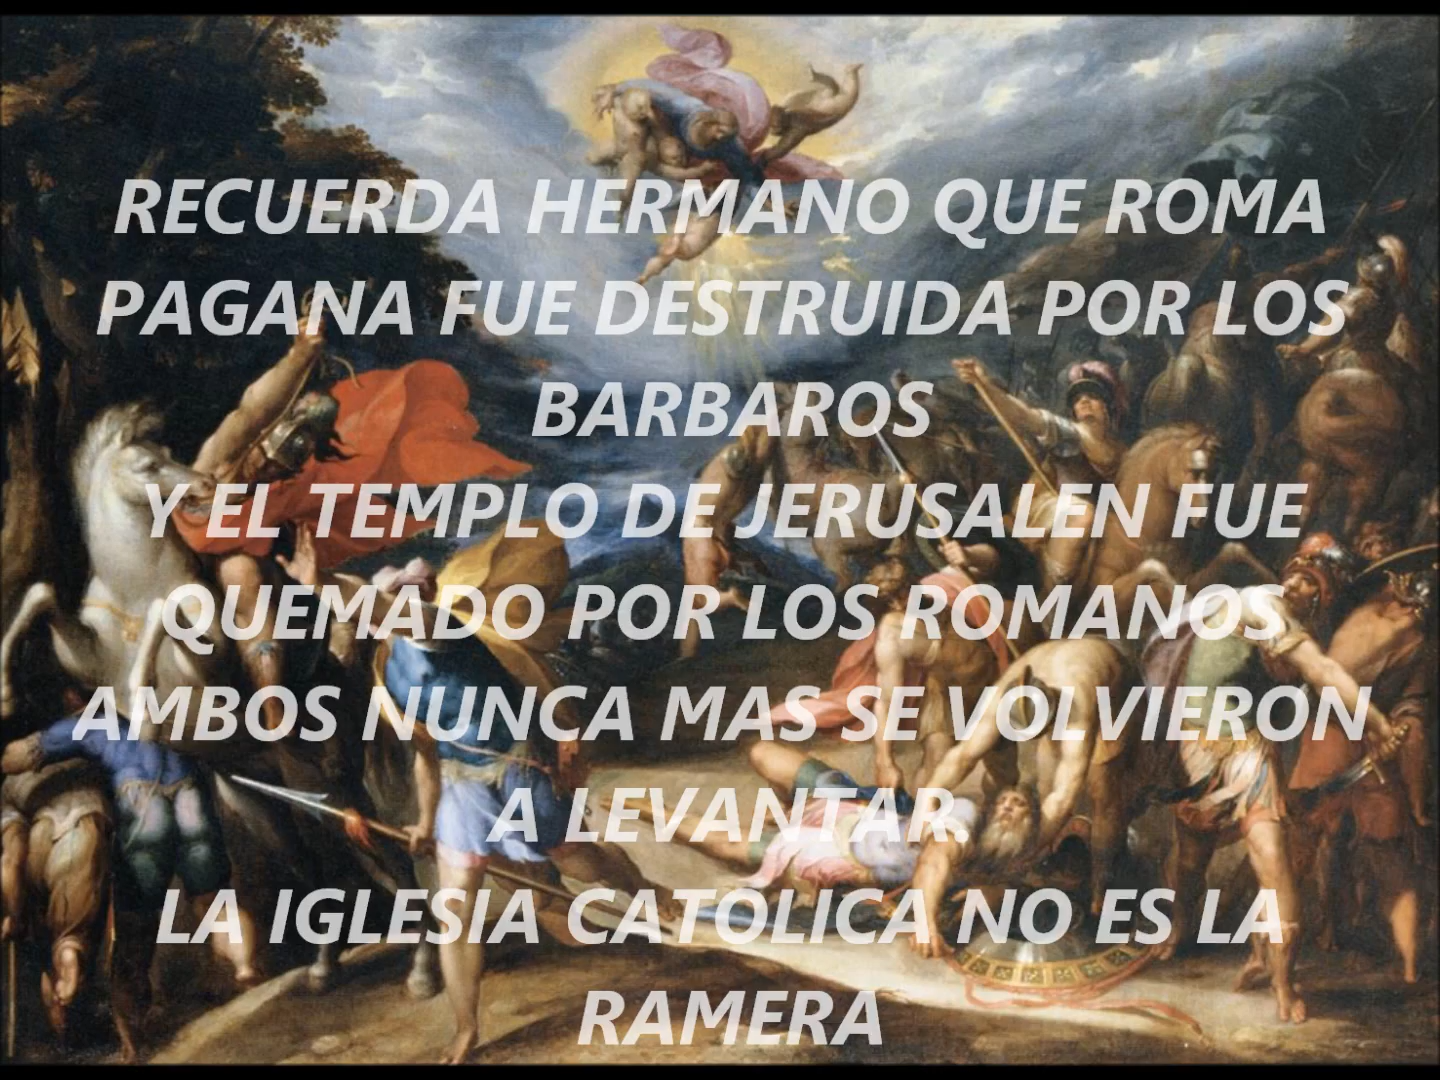 RECUERDA HERMANO QUE ROMA
PAGANA FUE DESTRUIDA POR LOS
BARBAROS
Y EL TEMPLO DE JERUSALEN FUE
QUEMADO POR LOS ROMANOS
AMBOS NUNCA MAS SE VOLVIERON
A LEVANTAR.
LA IGLESIA CATOLICA NO ES LA
RAMERA